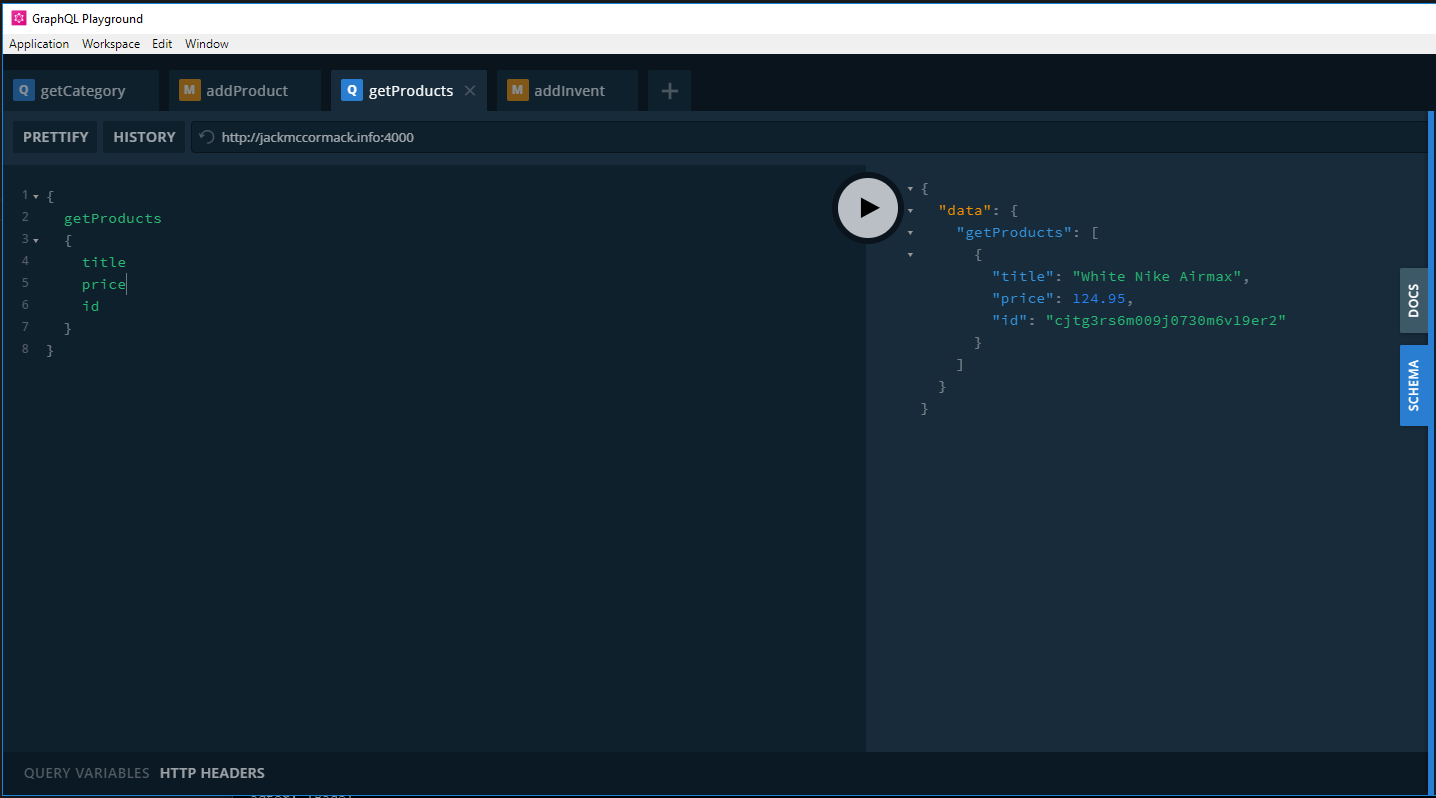 GraphQL Playground
Application Workspace Edit Window
Q getCategory M addProduct Q getProducts × M addInvent +
PRETTIFY HISTORY http://jackmccormack.info:4000
1 {
2 getProducts
3 {
4 title
5 price
6 id
7 }
8 }
{
"data": {
"getProducts": [
{
"title": "White Nike Airmax",
"price": 124.95,
"id": "cjtg3rs6m009j0730m6vl9er2"
}
]
}
}
DOCS
SCHEMA
QUERY VARIABLES HTTP HEADERS